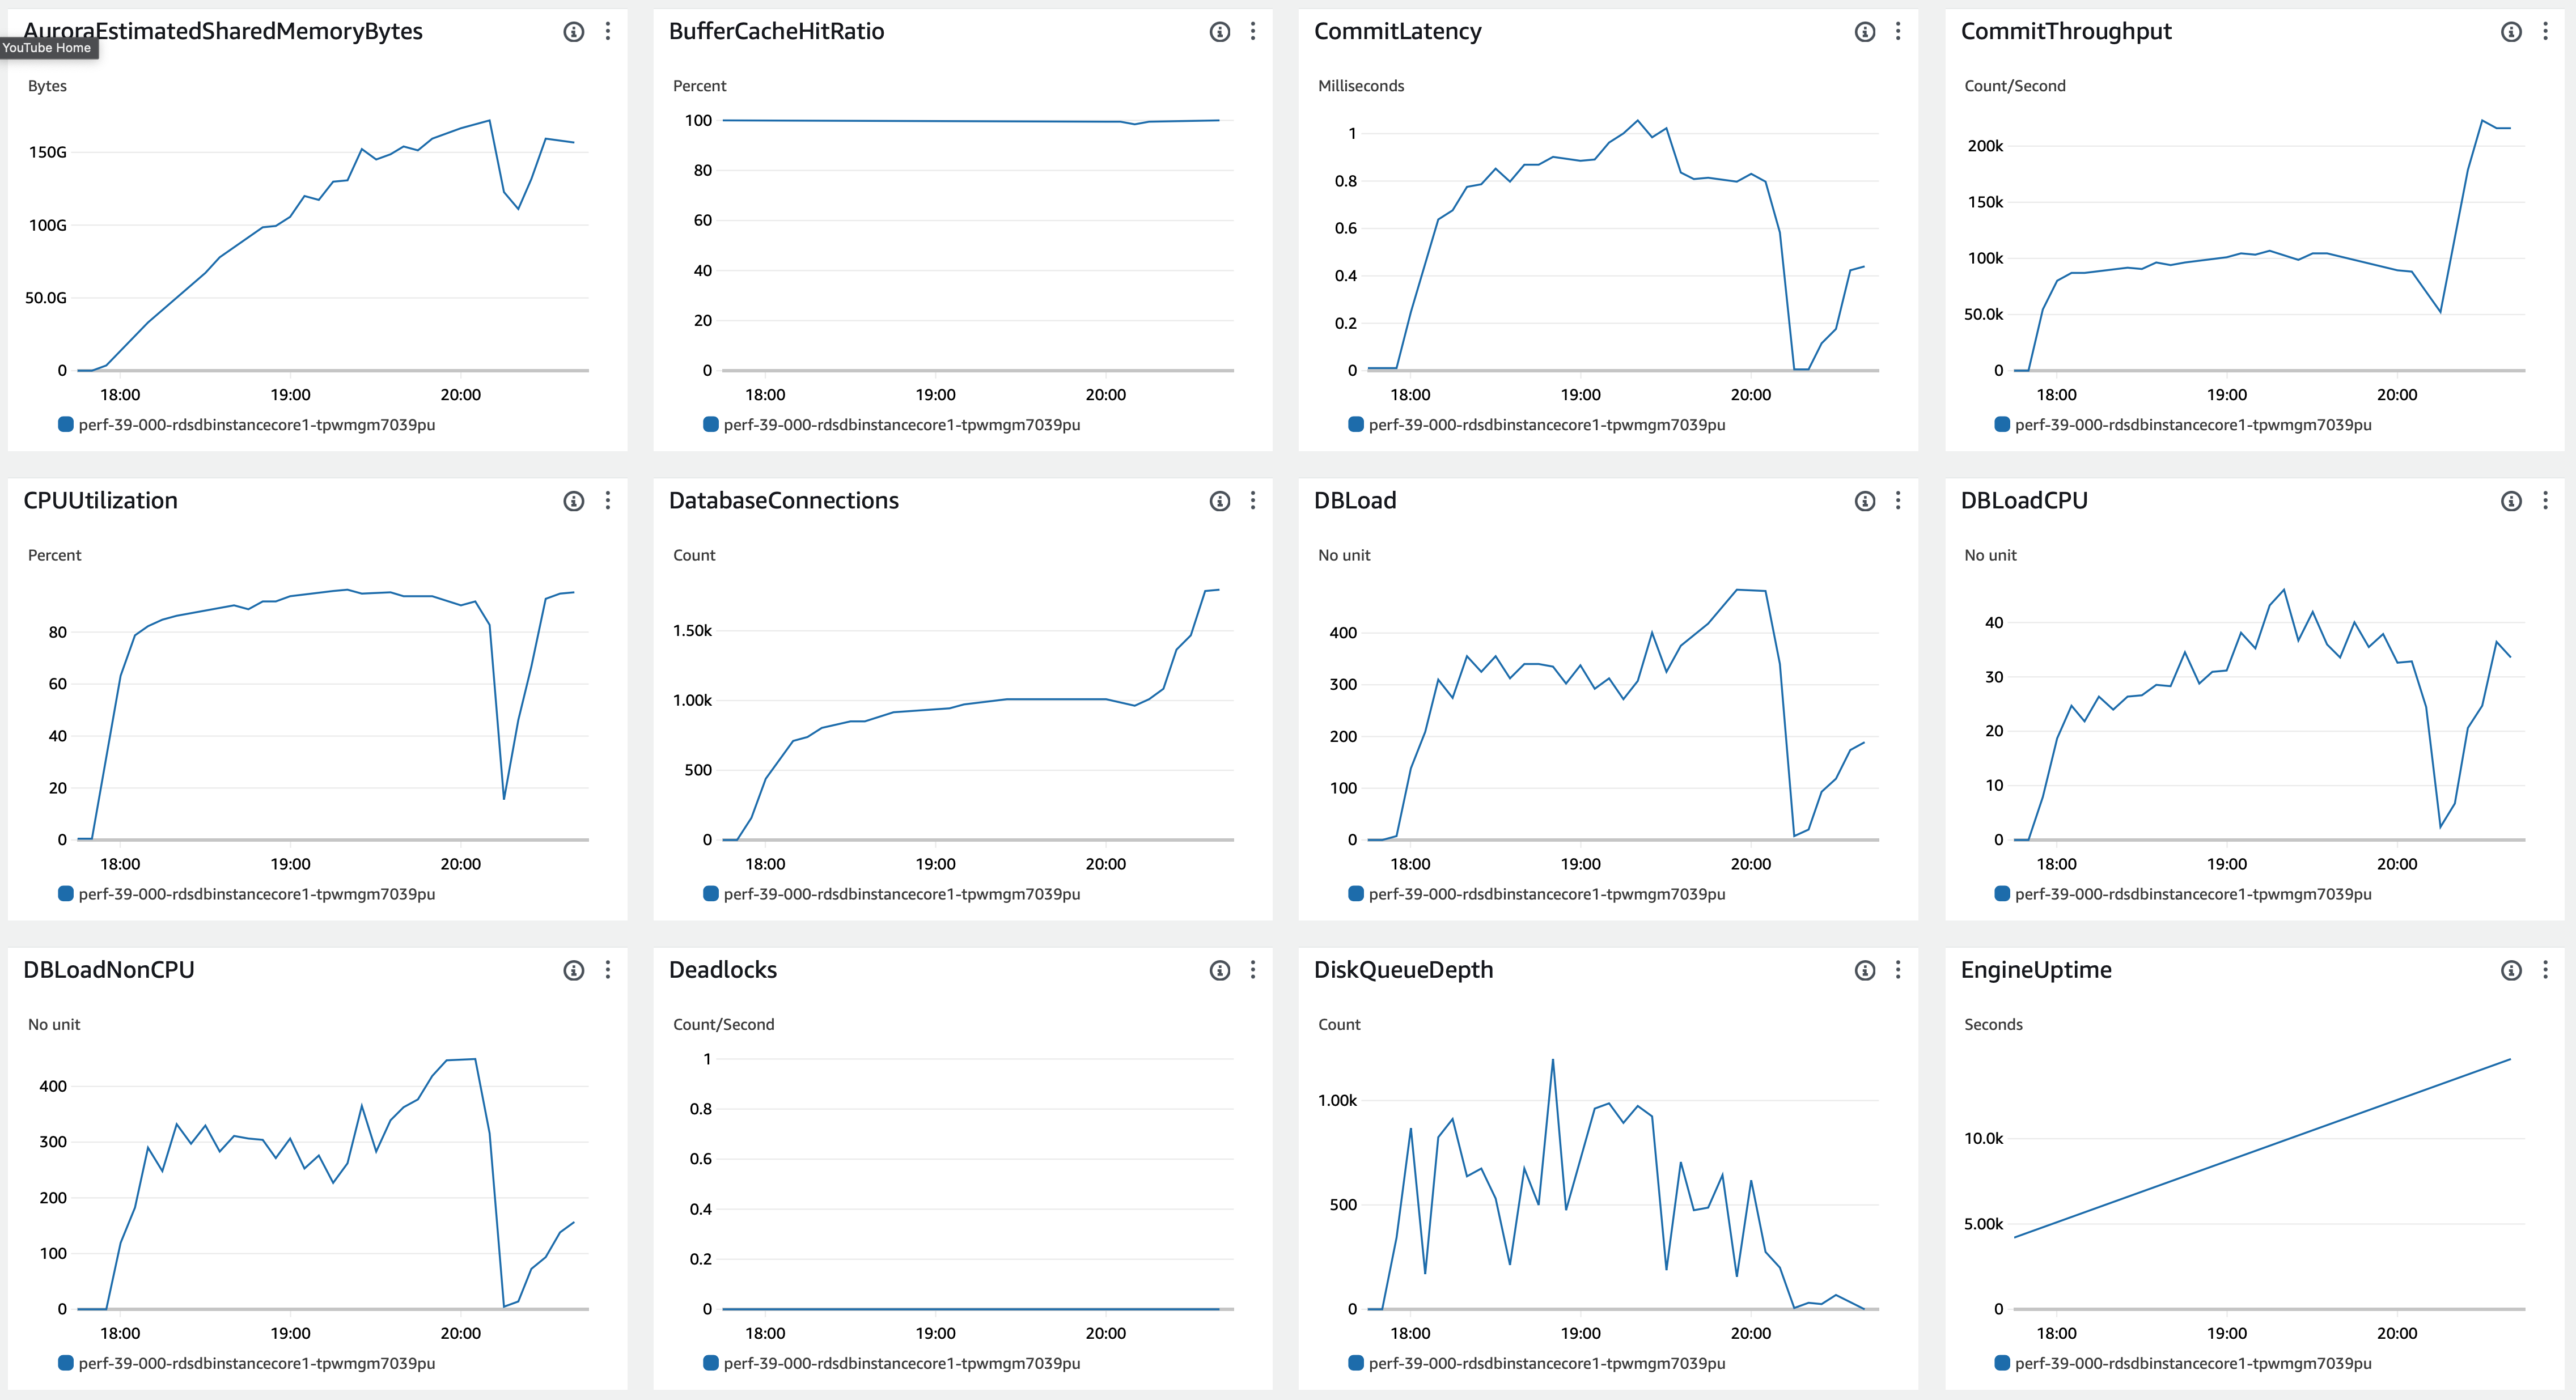 AuroraEstimatedSharedMemoryBytes
YouTube Home
Bytes
150G
100G
50.0G
0
18:00 19:00 20:00
perf-39-000-rdsdbinstancecore1-tpwmgm7039pu
BufferCacheHitRatio
Percent
100
80
60
40
20
0
18:00 19:00 20:00
perf-39-000-rdsdbinstancecore1-tpwmgm7039pu
CommitLatency
Milliseconds
1
0.8
0.6
0.4
0.2
0
18:00 19:00 20:00
perf-39-000-rdsdbinstancecore1-tpwmgm7039pu
CommitThroughput
Count/Second
200k
150k
100k
50.0k
0
18:00 19:00 20:00
perf-39-000-rdsdbinstancecore1-tpwmgm7039pu
CPUUtilization
Percent
80
60
40
20
0
18:00 19:00 20:00
perf-39-000-rdsdbinstancecore1-tpwmgm7039pu
DatabaseConnections
Count
1.50k
1.00k
500
0
18:00 19:00 20:00
perf-39-000-rdsdbinstancecore1-tpwmgm7039pu
DBLoad
No unit
400
300
200
100
0
18:00 19:00 20:00
perf-39-000-rdsdbinstancecore1-tpwmgm7039pu
DBLoadCPU
No unit
40
30
20
10
0
18:00 19:00 20:00
perf-39-000-rdsdbinstancecore1-tpwmgm7039pu
DBLoadNonCPU
No unit
400
300
200
100
0
18:00 19:00 20:00
perf-39-000-rdsdbinstancecore1-tpwmgm7039pu
Deadlocks
Count/Second
1
0.8
0.6
0.4
0.2
0
18:00 19:00 20:00
perf-39-000-rdsdbinstancecore1-tpwmgm7039pu
DiskQueueDepth
Count
1.00k
500
0
18:00 19:00 20:00
perf-39-000-rdsdbinstancecore1-tpwmgm7039pu
EngineUptime
Seconds
10.0k
5.00k
0
18:00 19:00 20:00
perf-39-000-rdsdbinstancecore1-tpwmgm7039pu